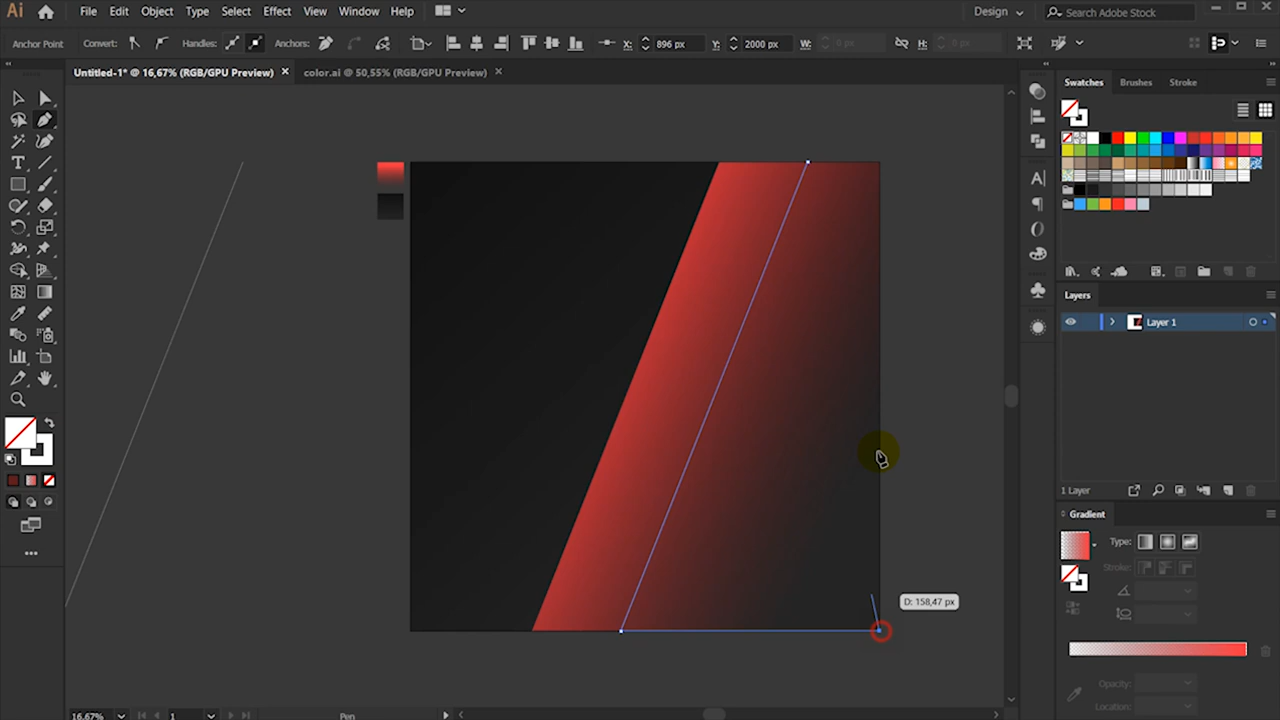 Ai File Edit Object Type Select Effect View Window Help Design Search Adobe Stock
Anchor Point Convert: Handles: Anchors: X: 896 px Y: 2000 px W: 0 px H: 0 px
Untitled-1* @ 16,67% (RGB/GPU Preview) × color.ai @ 50,55% (RGB/GPU Preview) ×
Swatches Brushes Stroke
Layers
Layer 1
1 Layer
Gradient
Type:
Stroke:
D: 158,47 px
Opacity:
Location:
16,67% 1 Pen